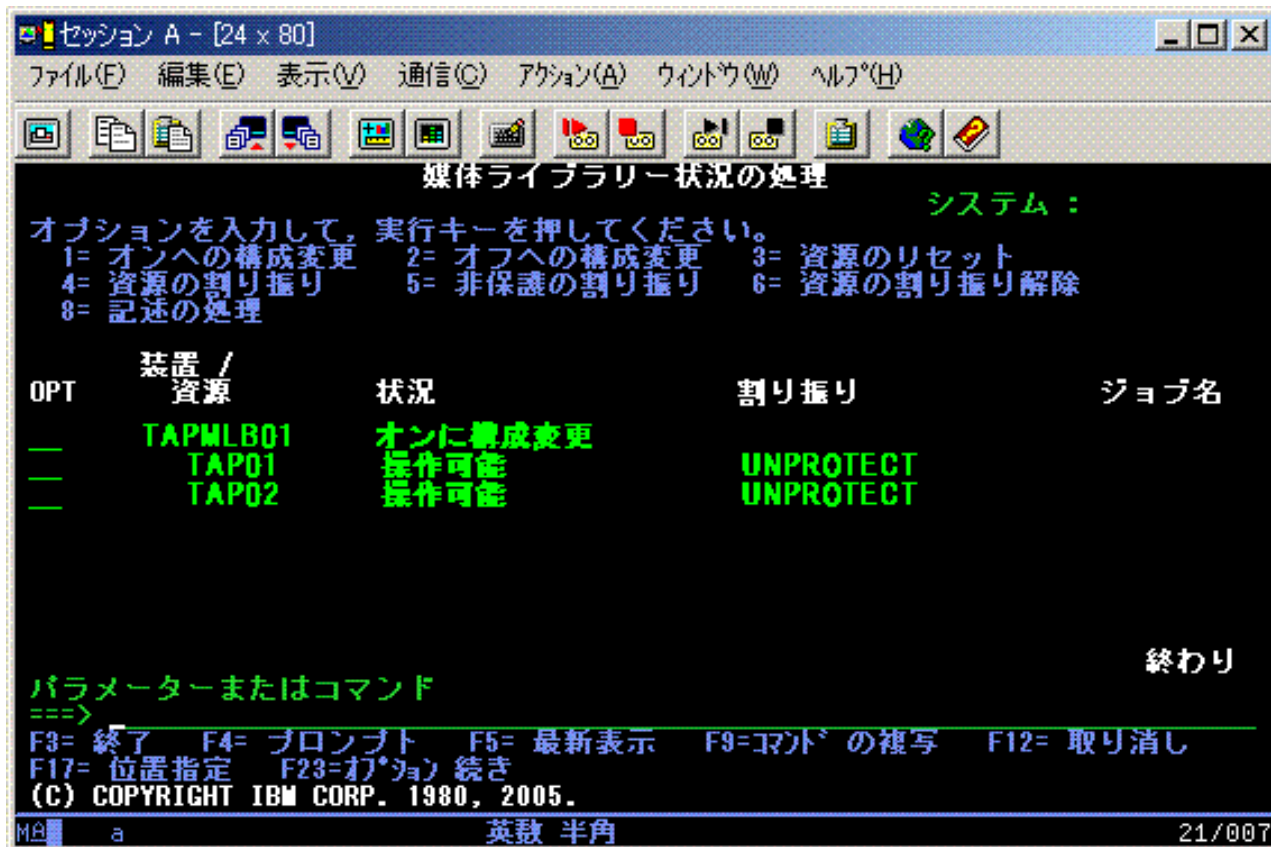 セッション A - [24 x 80]
ファイル(F) 編集(E) 表示(V) 通信(C) アクション(A) ウィンドウ(W) ヘルプ(H)
媒体ライブラリー状況の処理
システム :
オプションを入力して, 実行キーを押してください。
1= オンへの構成変更 2= オフへの構成変更 3= 資源のリセット
4= 資源の割り振り 5= 非保護の割り振り 6= 資源の割り振り解除
8= 記述の処理
装置 /
OPT 資源 状況 割り振り ジョブ名
__ TAPMLB01 オンに構成変更
__ TAP01 操作可能 UNPROTECT
__ TAP02 操作可能 UNPROTECT
終わり
パラメーターまたはコマンド
===>
F3= 終了 F4= プロンプト F5= 最新表示 F9=コマンド の複写 F12= 取り消し
F17= 位置指定 F23=オプション 続き
(C) COPYRIGHT IBM CORP. 1980, 2005.
MA a 英数 半角 21/007